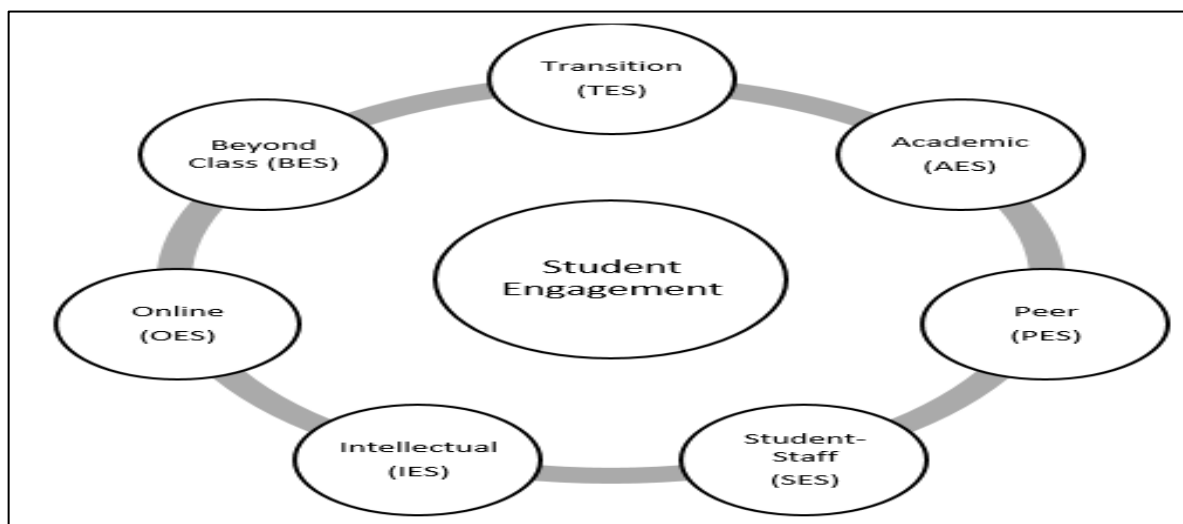 Transition
(TES)
Academic
(AES)
Peer
(PES)
Student-
Staff
(SES)
Intellectual
(IES)
Online
(OES)
Beyond
Class (BES)
Student
Engagement